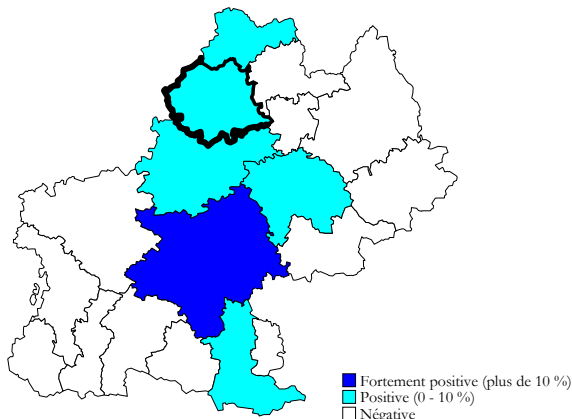 Fortement positive (plus de 10 %)
Positive (0 - 10 %)
Négative